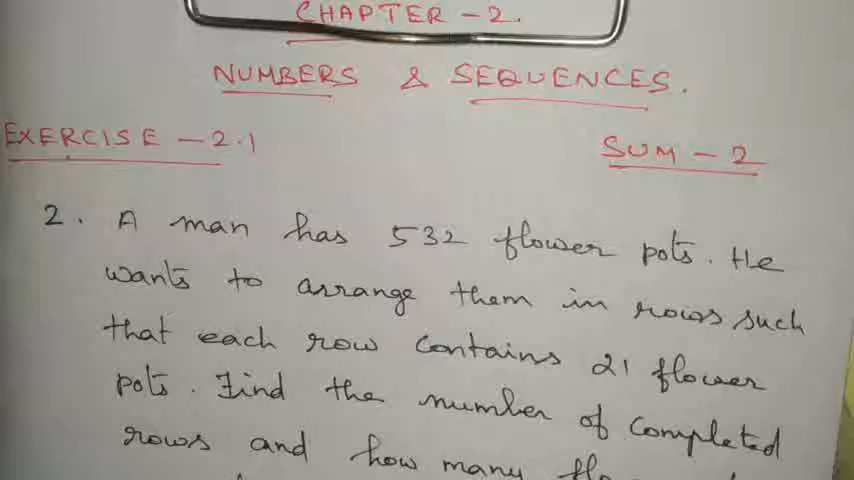 CHAPTER - 2.
NUMBERS & SEQUENCES.
EXERCISE - 2.1
SUM - 2
2. A man has 532 flower pots. He
wants to arrange them in rows such
that each row contains 21 flower
pots. Find the number of completed
rows and how many